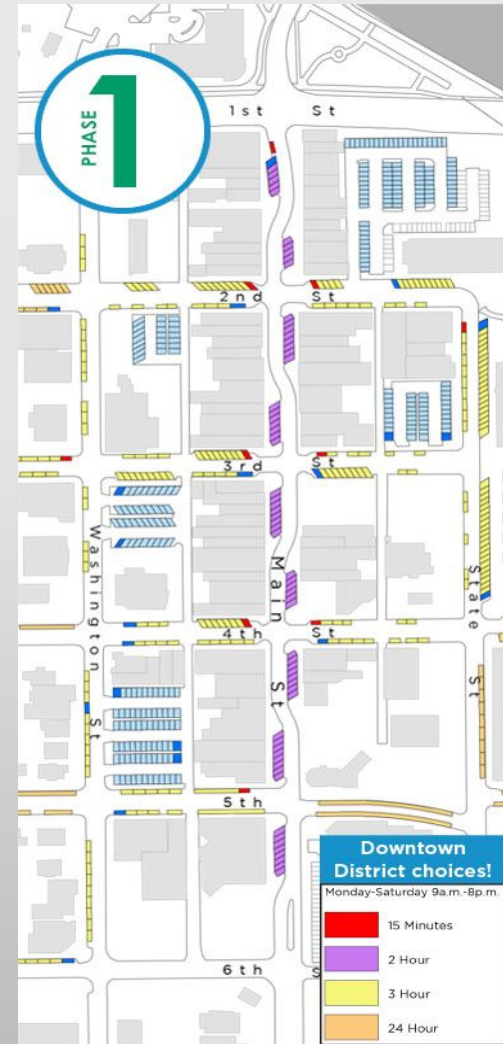 PHASE
1
1st St
2nd St
3rd St
4th St
5th
6th S
Washington St
Main St
State St
Downtown
District choices!
Monday-Saturday 9a.m.-8p.m.
15 Minutes
2 Hour
3 Hour
24 Hour